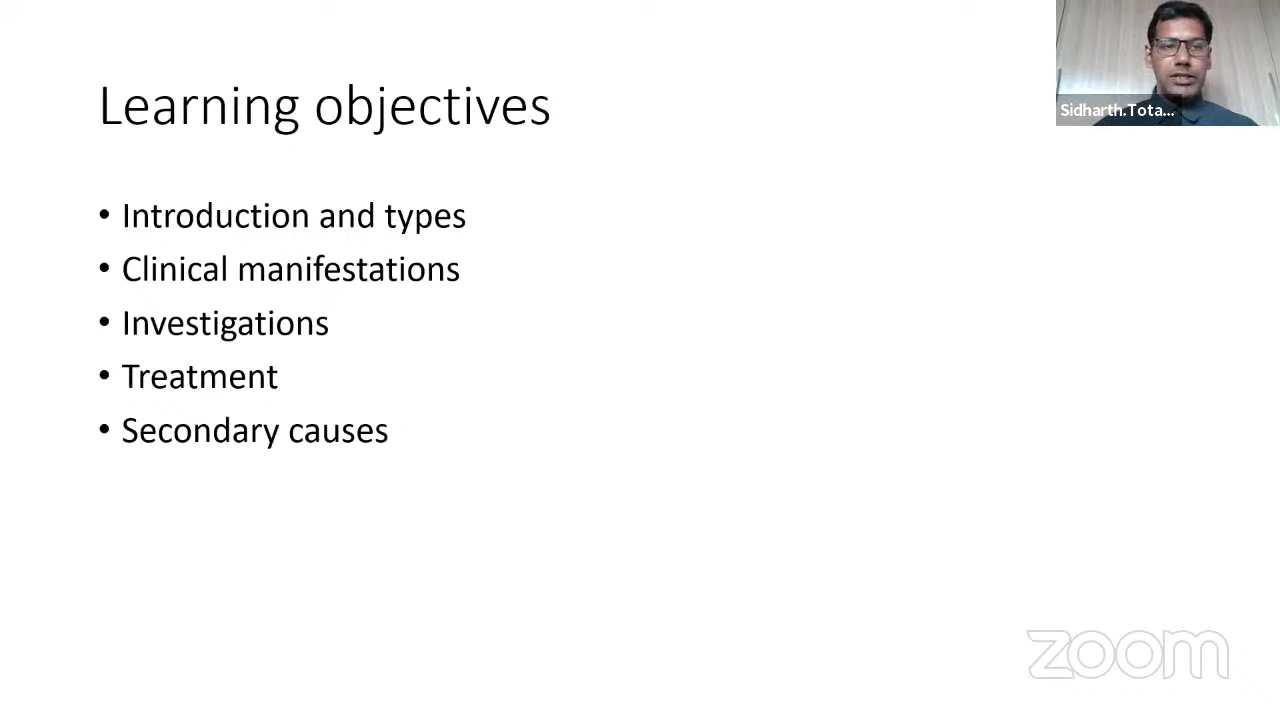 Learning objectives
Sidharth.Tota...
• Introduction and types
• Clinical manifestations
• Investigations
• Treatment
• Secondary causes
zoom